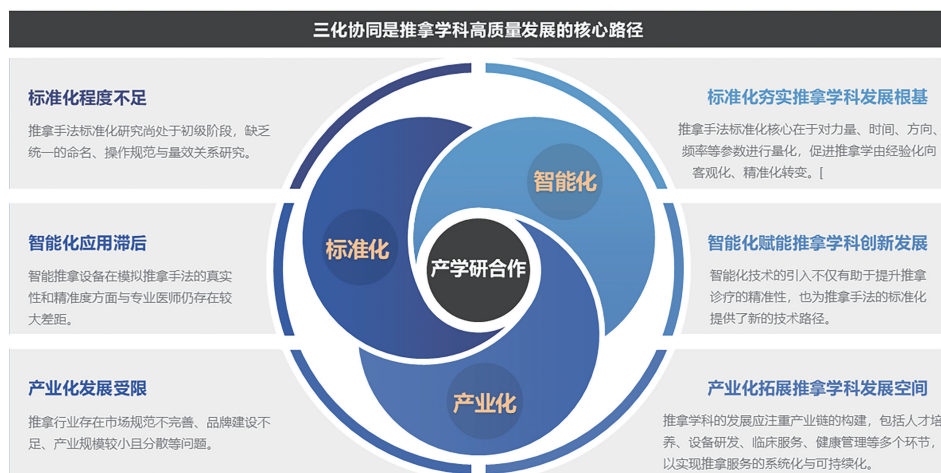 三化协同是推拿学科高质量发展的核心路径
标准化程度不足
推拿手法标准化研究尚处于初级阶段，缺乏
统一的命名、操作规范与量效关系研究。
智能化应用滞后
智能推拿设备在模拟推拿手法的真实
性和精准度方面与专业医师仍存在较
大差距。
产业化发展受限
推拿行业存在市场规范不完善、品牌建设不
足、产业规模较小且分散等问题。
智能化
标准化
产学研合作
产业化
标准化夯实推拿学科发展根基
推拿手法标准化核心在于对力量、时间、方向、
频率等参数进行量化，促进推拿学由经验化向
客观化、精准化转变。[
智能化赋能推拿学科创新发展
智能化技术的引入不仅有助于提升推拿
诊疗的精准性，也为推拿手法的标准化
提供了新的技术路径。
产业化拓展推拿学科发展空间
推拿学科的发展应注重产业链的构建，包括人才培
养、设备研发、临床服务、健康管理等多个环节，
以实现推拿服务的系统化与可持续化。